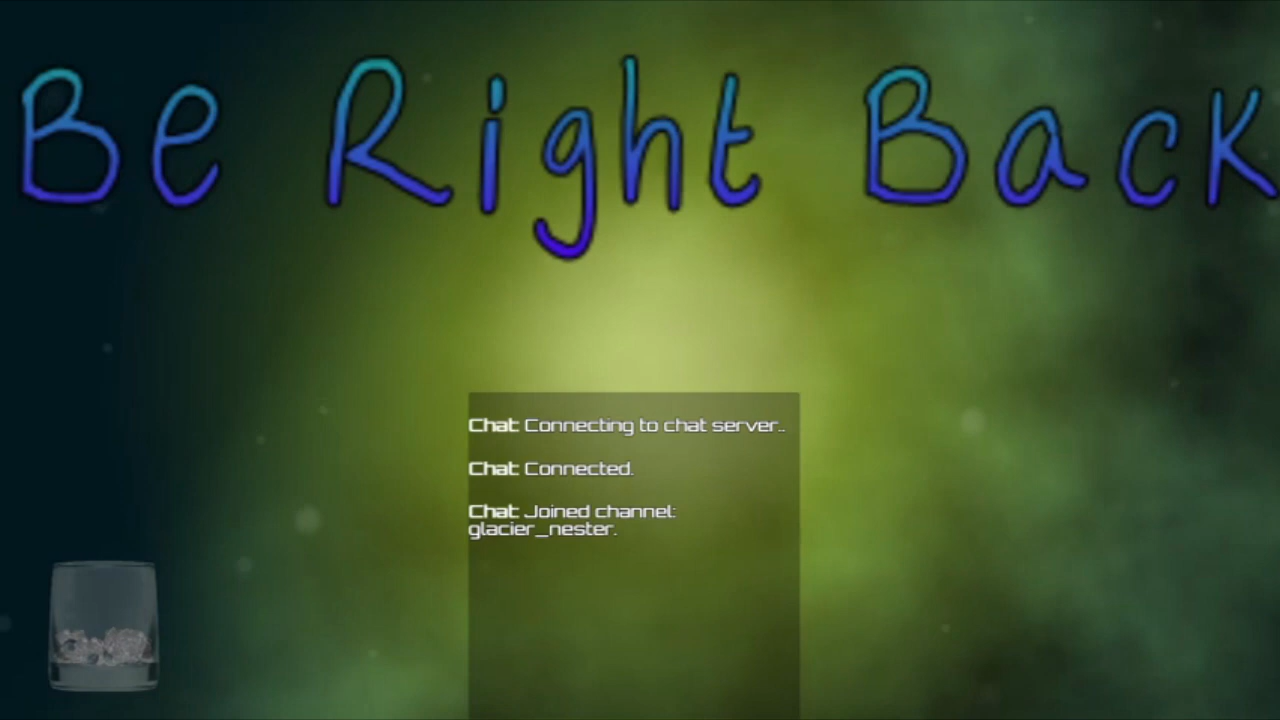 Be Right Back
Chat: Connecting to chat server..
Chat: Connected.
Chat: Joined channel:
glacier_nester.